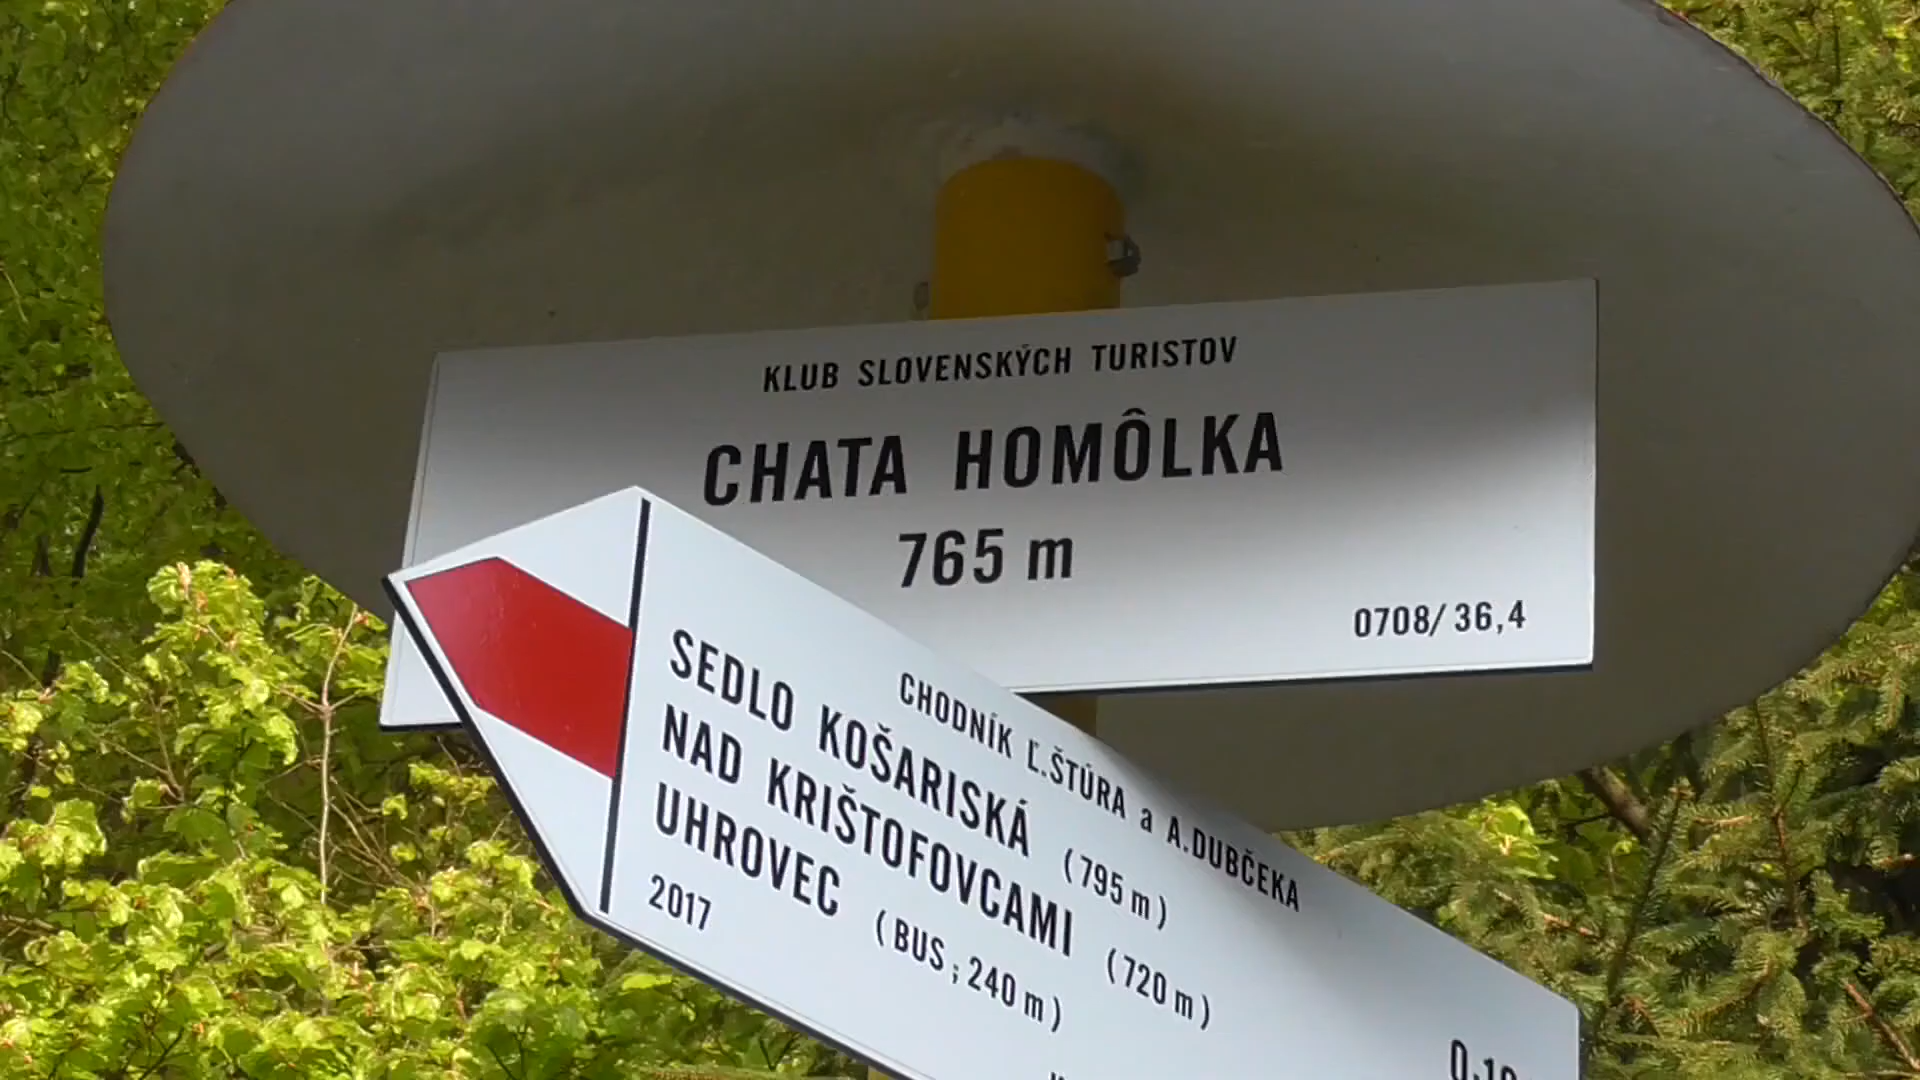 KLUB SLOVENSKÝCH TURISTOV
CHATA HOMÔLKA
765 m
0708/36,4
CHODNÍK Ľ.ŠTÚRA a A.DUBČEKA
SEDLO KOŠARISKÁ (795 m)
NAD KRIŠTOFOVCAMI (720 m)
UHROVEC (BUS; 240 m)
2017